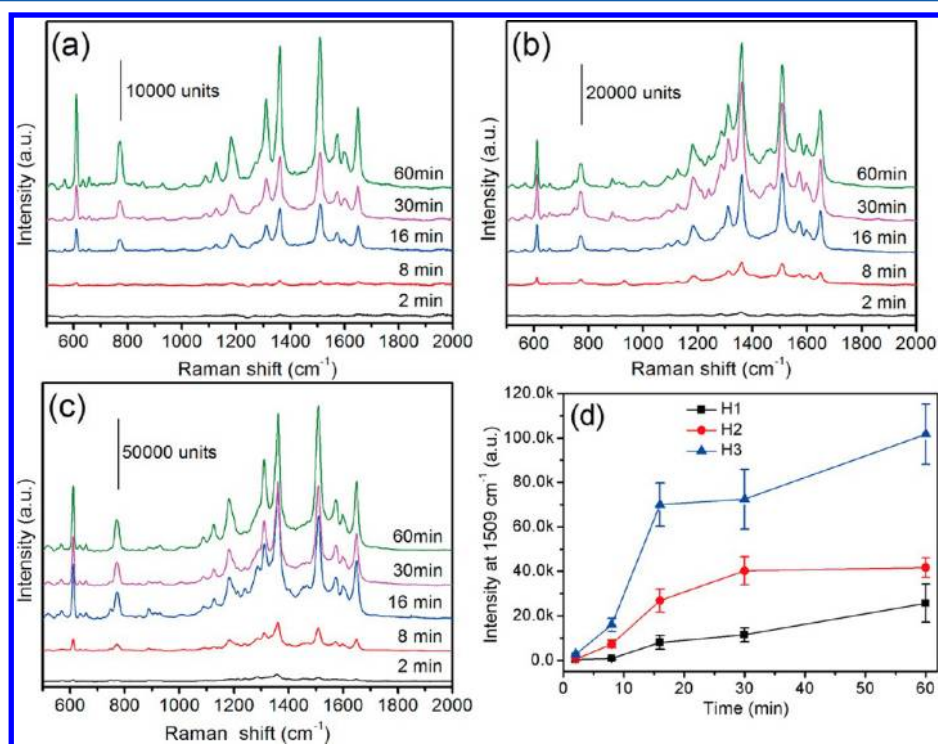 (a)
10000 units
60min
30min
16 min
8 min
2 min
Intensity (a.u.)
600 800 1000 1200 1400 1600 1800 2000
Raman shift (cm⁻¹)
(b)
20000 units
60min
30min
16 min
8 min
2 min
Intensity (a.u.)
600 800 1000 1200 1400 1600 1800 2000
Raman shift (cm⁻¹)
(c)
50000 units
60min
30min
16 min
8 min
2 min
Intensity (a.u.)
600 800 1000 1200 1400 1600 1800 2000
Raman shift (cm⁻¹)
(d)
H1
H2
H3
120.0k
100.0k
80.0k
60.0k
40.0k
20.0k
0.0
Intensity at 1509 cm⁻¹ (a.u.)
0 10 20 30 40 50 60
Time (min)